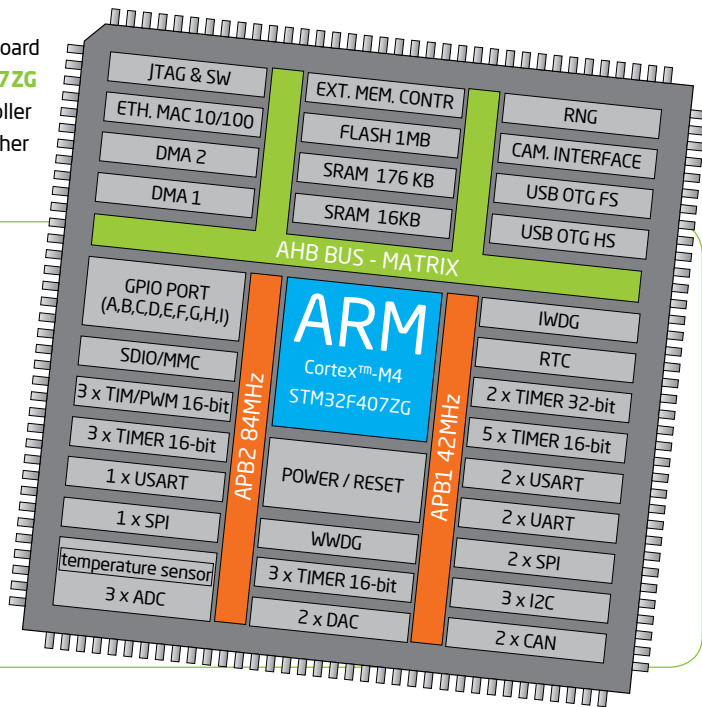 oard
7ZG
oller
her
JTAG & SW
ETH. MAC 10/100
DMA 2
DMA 1
EXT. MEM. CONTR
FLASH 1MB
SRAM 176 KB
SRAM 16KB
RNG
CAM. INTERFACE
USB OTG FS
USB OTG HS
AHB BUS - MATRIX
GPIO PORT
(A,B,C,D,E,F,G,H,I)
SDIO/MMC
3 x TIM/PWM 16-bit
3 x TIMER 16-bit
1 x USART
1 x SPI
temperature sensor
3 x ADC
APB2 84MHz
ARM
Cortex™-M4
STM32F407ZG
POWER / RESET
WWDG
3 x TIMER 16-bit
2 x DAC
APB1 42MHz
IWDG
RTC
2 x TIMER 32-bit
5 x TIMER 16-bit
2 x USART
2 x UART
2 x SPI
3 x I2C
2 x CAN